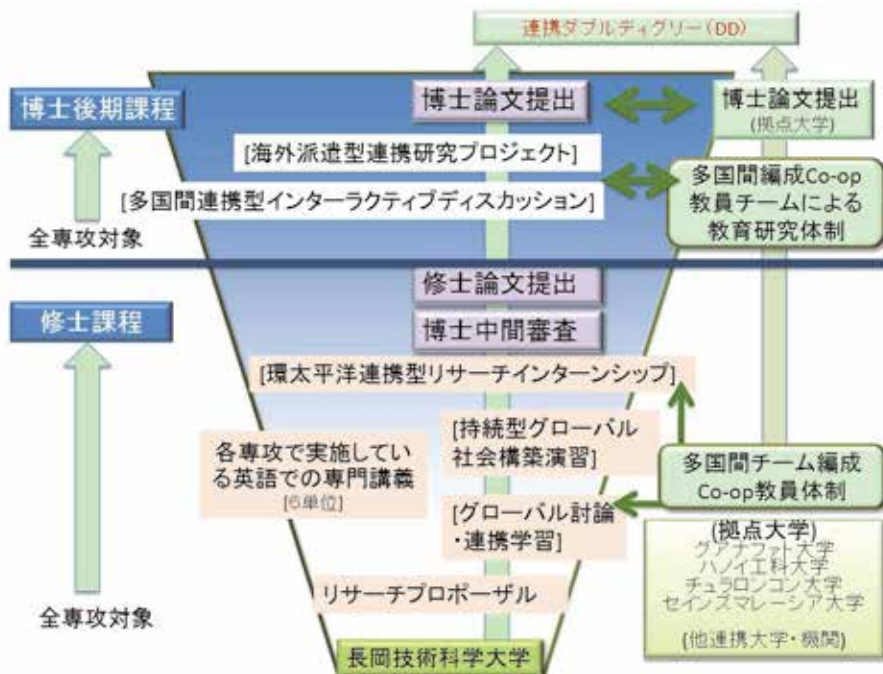 連携ダブルディグリー(DD)
博士後期課程
博士論文提出
博士論文提出
(拠点大学)
[海外派遣型連携研究プロジェクト]
[多国間連携型インターラクティブディスカッション]
多国間編成Co-op
教員チームによる
教育研究体制
全専攻対象
修士論文提出
修士課程
博士中間審査
[環太平洋連携型リサーチインターンシップ]
各専攻で実施してい
る英語での専門講義
[6単位]
[持続型グローバル
社会構築演習]
多国間チーム編成
Co-op教員体制
[グローバル討論
・連携学習]
(拠点大学)
グアナファト大学
ハノイ工科大学
チュラロンコン大学
セインズマレーシア大学
(他連携大学・機関)
リサーチプロポーザル
全専攻対象
長岡技術科学大学